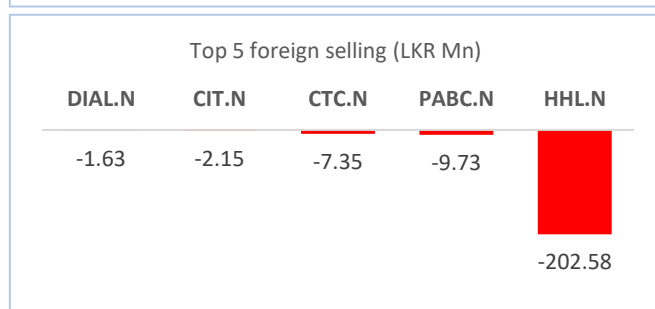 Top 5 foreign selling (LKR Mn)
DIAL.N CIT.N CTC.N PABC.N HHL.N
-1.63 -2.15 -7.35 -9.73
-202.58